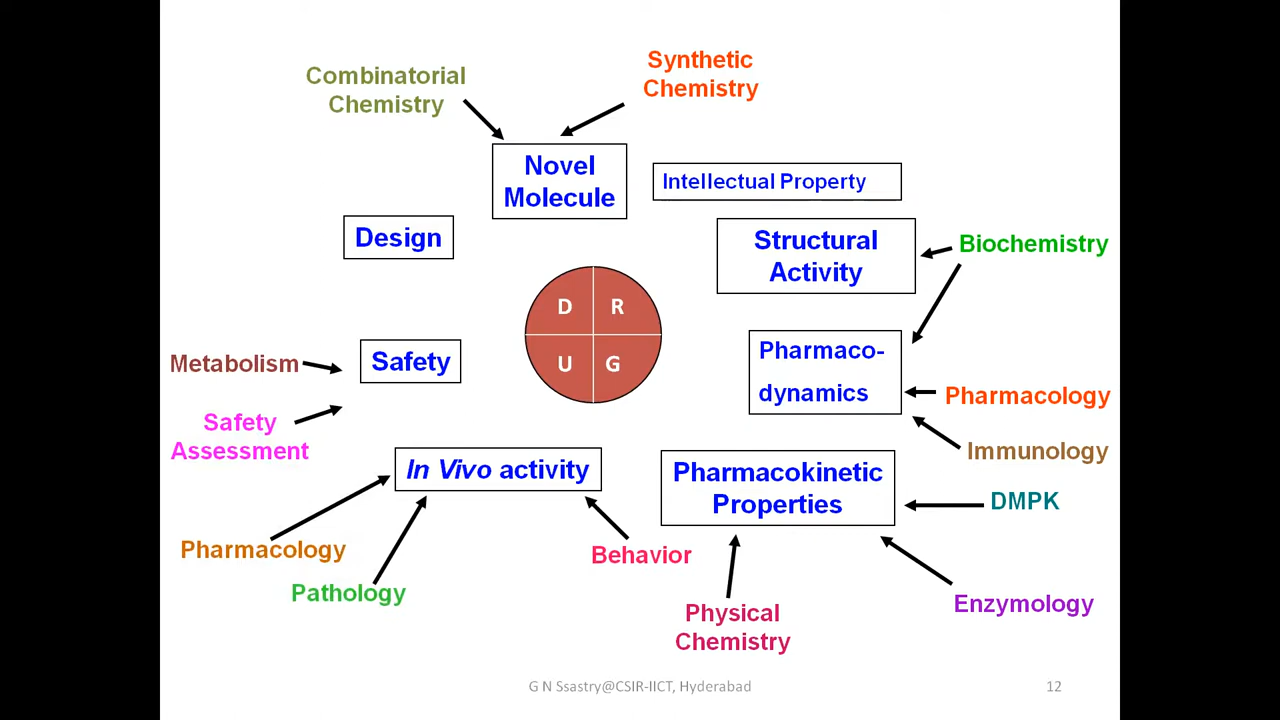 Synthetic
Chemistry
Combinatorial
Chemistry
Novel
Molecule
Intellectual Property
Design
Structural
Activity
Biochemistry
D R
U G
Metabolism
Safety
Pharmaco-
dynamics
Pharmacology
Safety
Assessment
Immunology
In Vivo activity
Pharmacokinetic
Properties
DMPK
Pharmacology
Behavior
Pathology
Physical
Chemistry
Enzymology
G N Ssastry@CSIR-IICT, Hyderabad
12